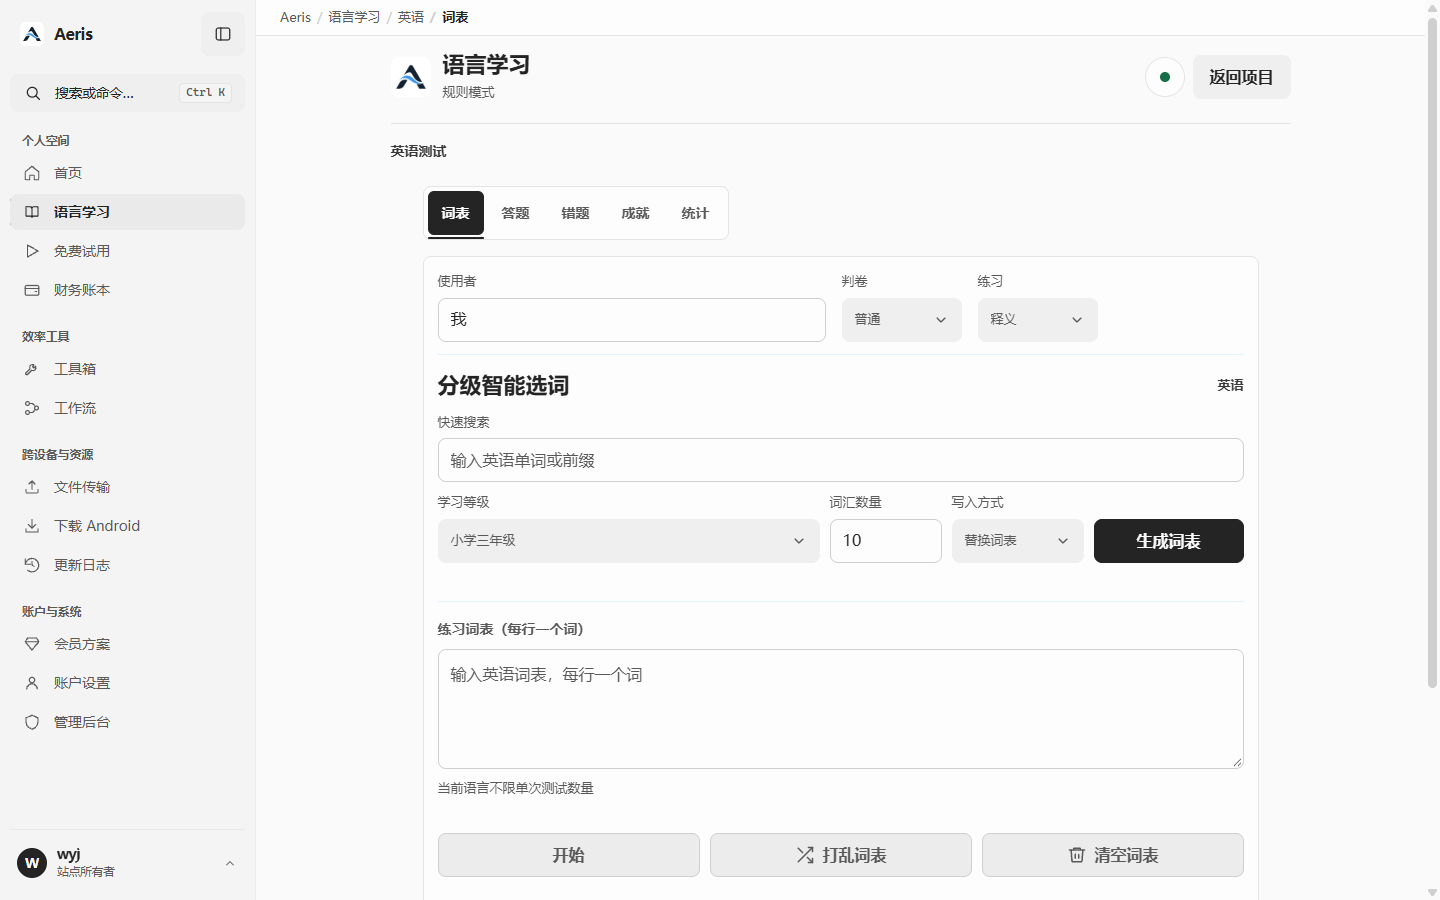 Aeris
搜索或命令...
Ctrl K
个人空间
首页
语言学习
免费试用
财务账本
效率工具
工具箱
工作流
跨设备与资源
文件传输
下载 Android
更新日志
账户与系统
会员方案
账户设置
管理后台
W
wyj
站点所有者
Aeris / 语言学习 / 英语 / 词表
语言学习
规则模式
返回项目
英语测试
词表 答题 错题 成就 统计
使用者 判卷 练习
我 普通 释义
分级智能选词 英语
快速搜索
输入英语单词或前缀
学习等级 词汇数量 写入方式
小学三年级 10 替换词表 生成词表
练习词表（每行一个词）
输入英语词表，每行一个词
当前语言不限单次测试数量
开始 打乱词表 清空词表